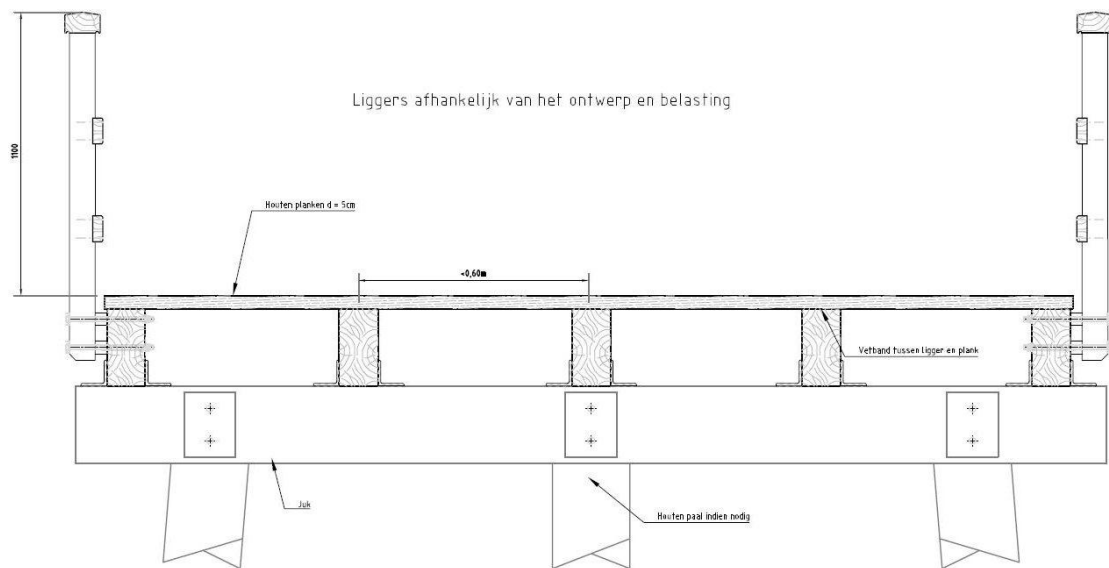 Liggers afhankelijk van het ontwerp en belasting
1100
Houten planken d = 5cm
<0,60m
Vetband tussen ligger en plank
Juk
Houten paal indien nodig